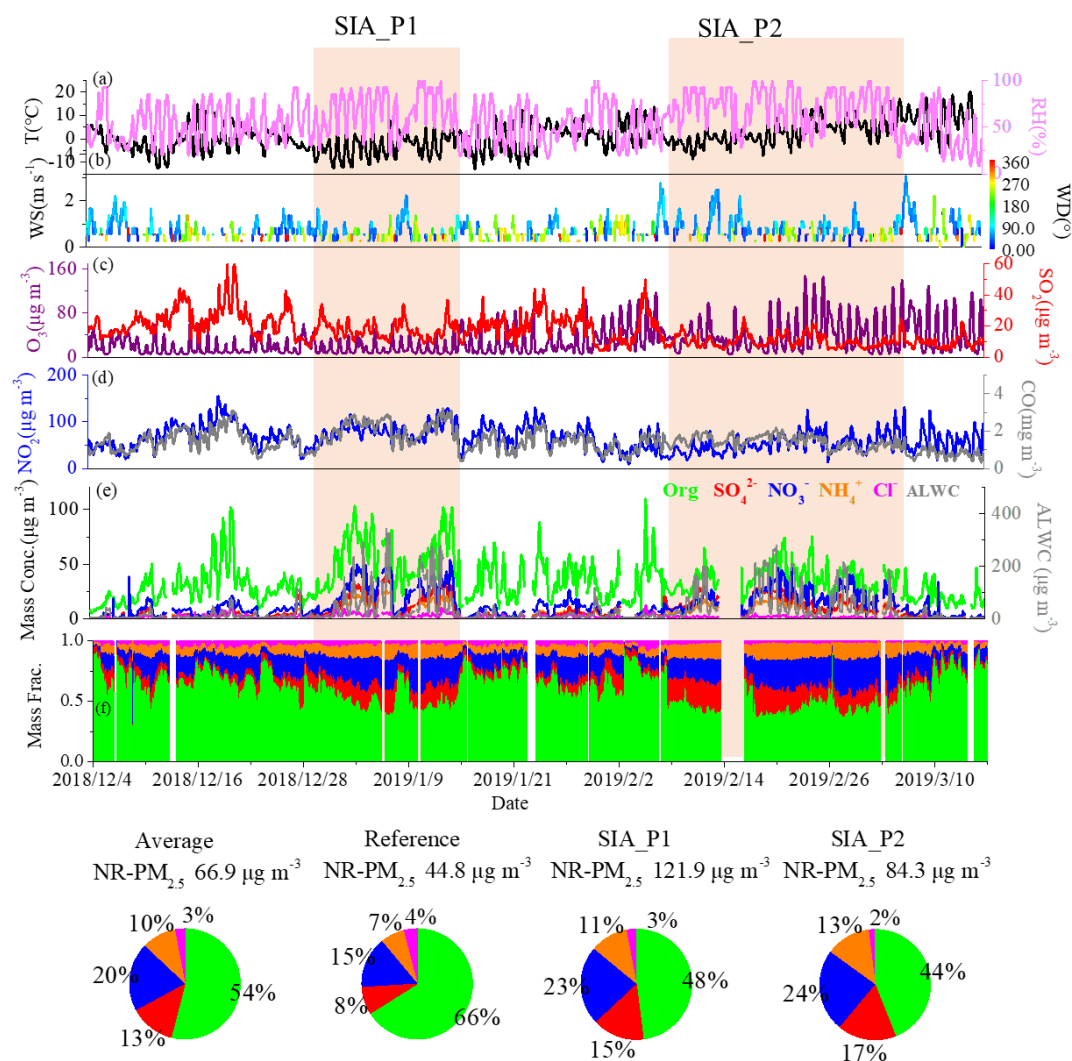 SIA_P1 SIA_P2
(a)
T(℃)
20
10
0
-10
100
50
0
RH(%)
(b)
WS(m s⁻¹)
2
0
360
270
180
90.0
0.00
WD(°)
(c)
O₃(μg m⁻³)
160
80
0
60
40
20
0
SO₂(μg m⁻³)
(d)
NO₂(μg m⁻³)
200
100
0
4
2
0
CO(mg m⁻³)
(e)
Org SO₄²⁻ NO₃⁻ NH₄⁺ Cl⁻ ALWC
Mass Conc.(μg m⁻³)
100
50
0
400
200
0
ALWC (μg m⁻³)
(f)
Mass Frac.
1.0
0.5
0.0
2018/12/4 2018/12/16 2018/12/28 2019/1/9 2019/1/21 2019/2/2 2019/2/14 2019/2/26 2019/3/10
Date
Average Reference SIA_P1 SIA_P2
NR-PM₂.₅ 66.9 μg m⁻³ NR-PM₂.₅ 44.8 μg m⁻³ NR-PM₂.₅ 121.9 μg m⁻³ NR-PM₂.₅ 84.3 μg m⁻³
10% 3% 7% 4% 11% 3% 13% 2%
20% 54% 15% 66% 23% 48% 24% 44%
13% 8% 15% 17%